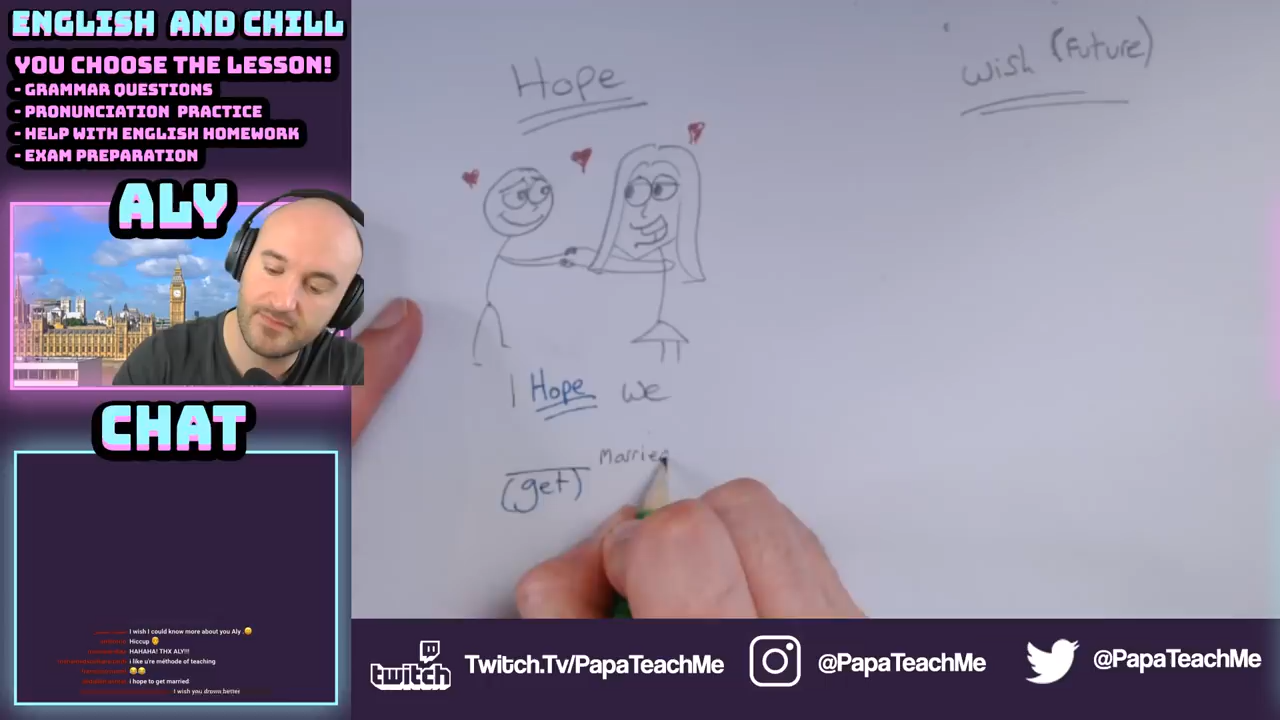 ENGLISH AND CHILL
YOU CHOOSE THE LESSON!
- GRAMMAR QUESTIONS
- PRONUNCIATION PRACTICE
- HELP WITH ENGLISH HOMEWORK
- EXAM PREPARATION
ALY
CHAT
I wish I could know more about you Aly
Hiccup
HAHAHA! THX ALY!!!
i like u're méthode of teaching
i hope to get married
I wish you drown better
Hope
Wish (Future)
I Hope we
(get) Married
twitch
Twitch.Tv/PapaTeachMe
@PapaTeachMe
@PapaTeachMe